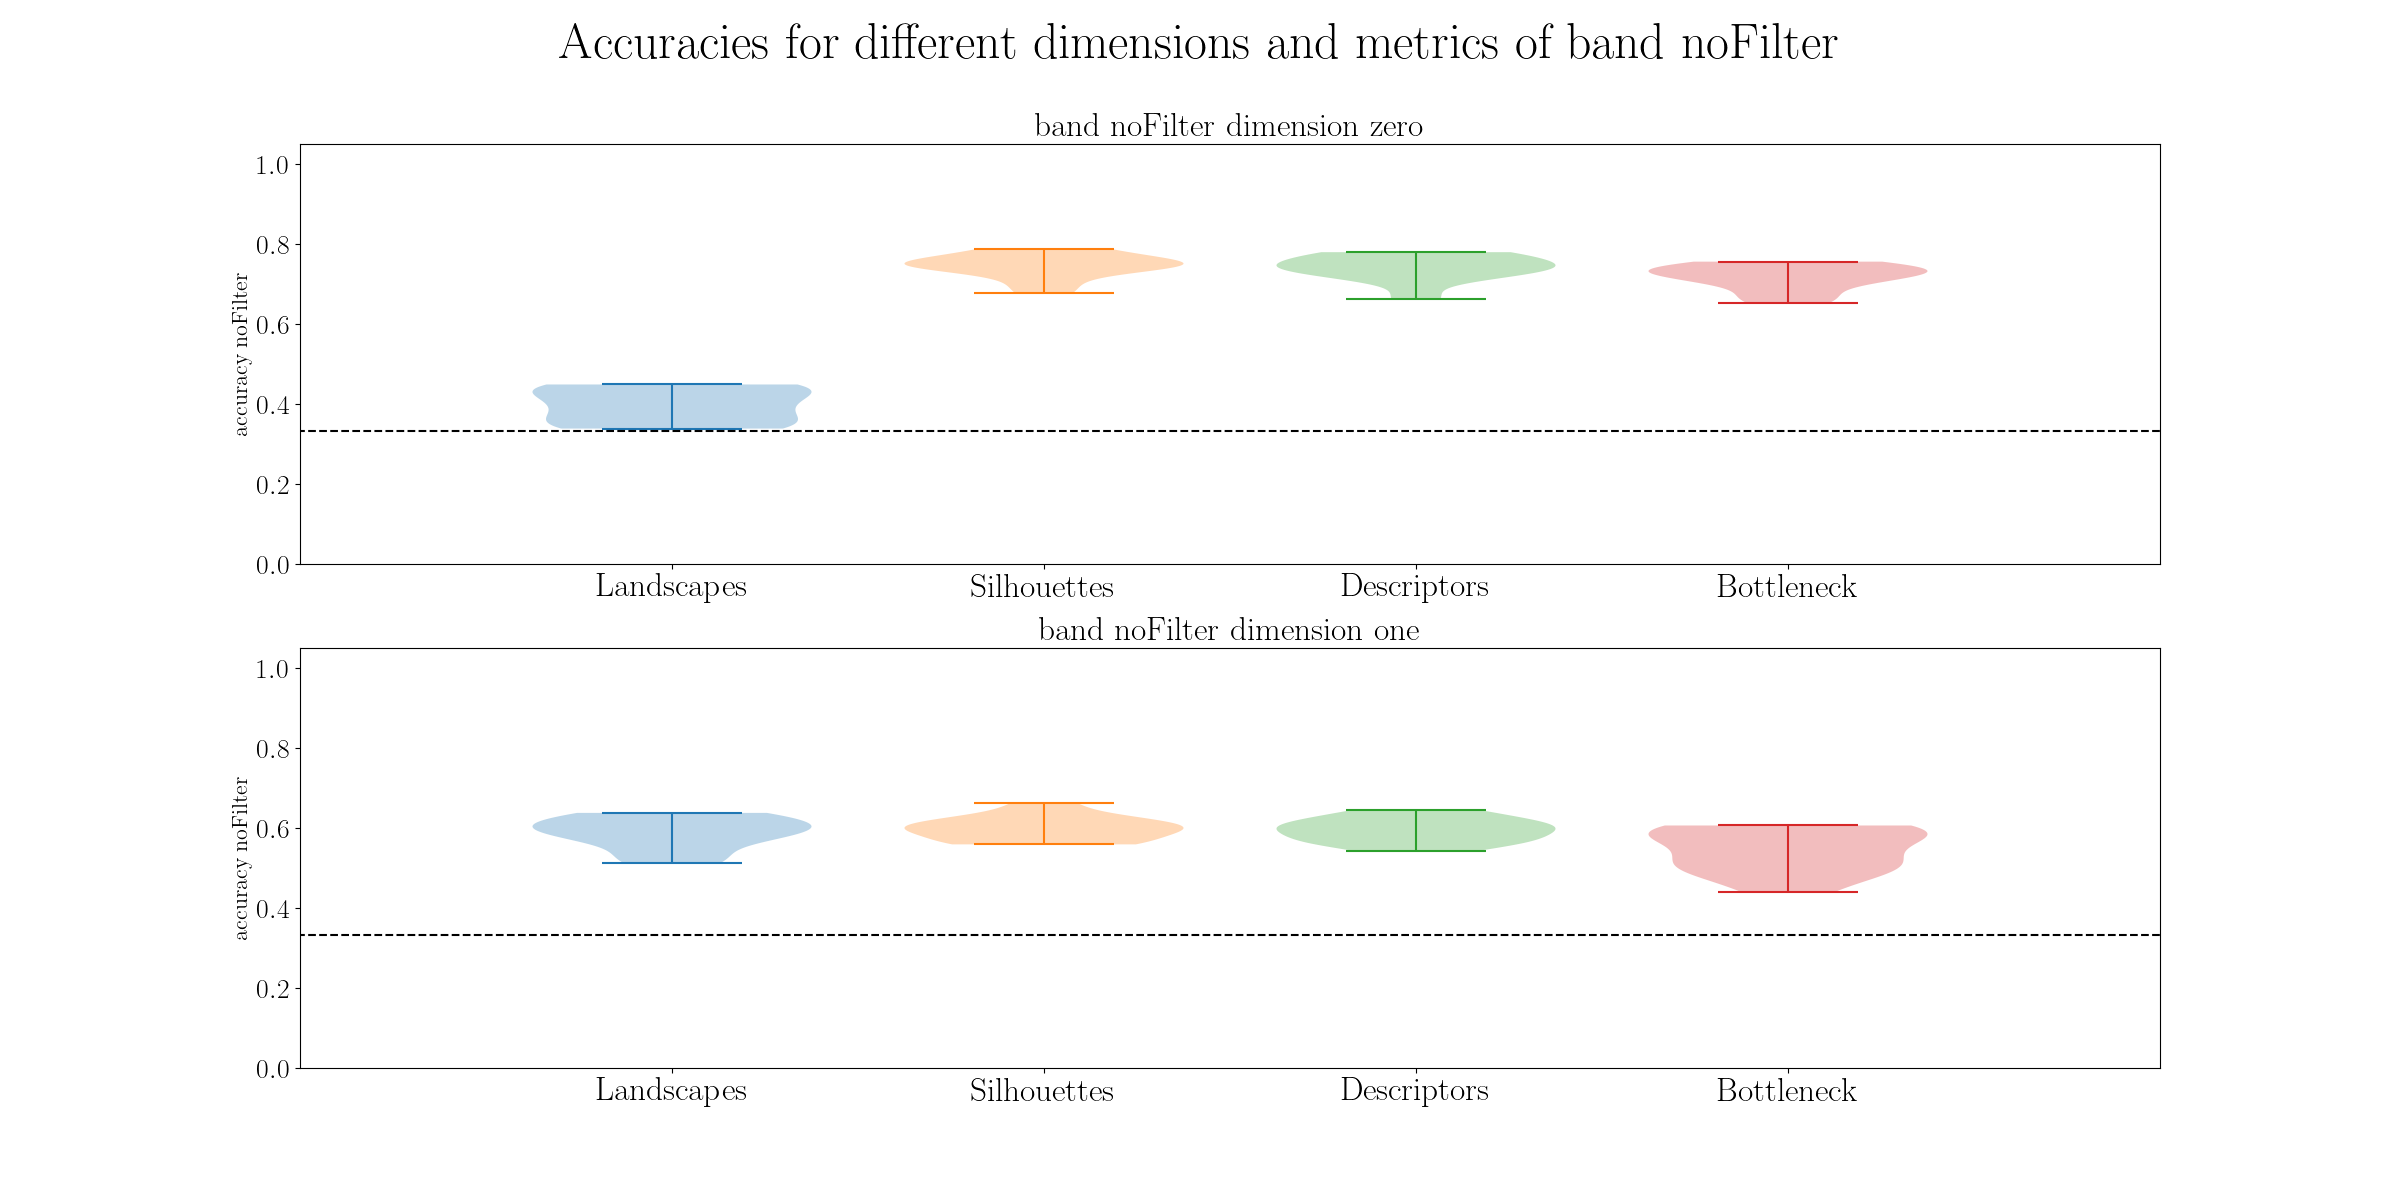 Accuracies for different dimensions and metrics of band noFilter
band noFilter dimension zero
1.0
0.8
0.6
0.4
0.2
0.0
accuracy noFilter
Landscapes Silhouettes Descriptors Bottleneck
band noFilter dimension one
1.0
0.8
0.6
0.4
0.2
0.0
accuracy noFilter
Landscapes Silhouettes Descriptors Bottleneck